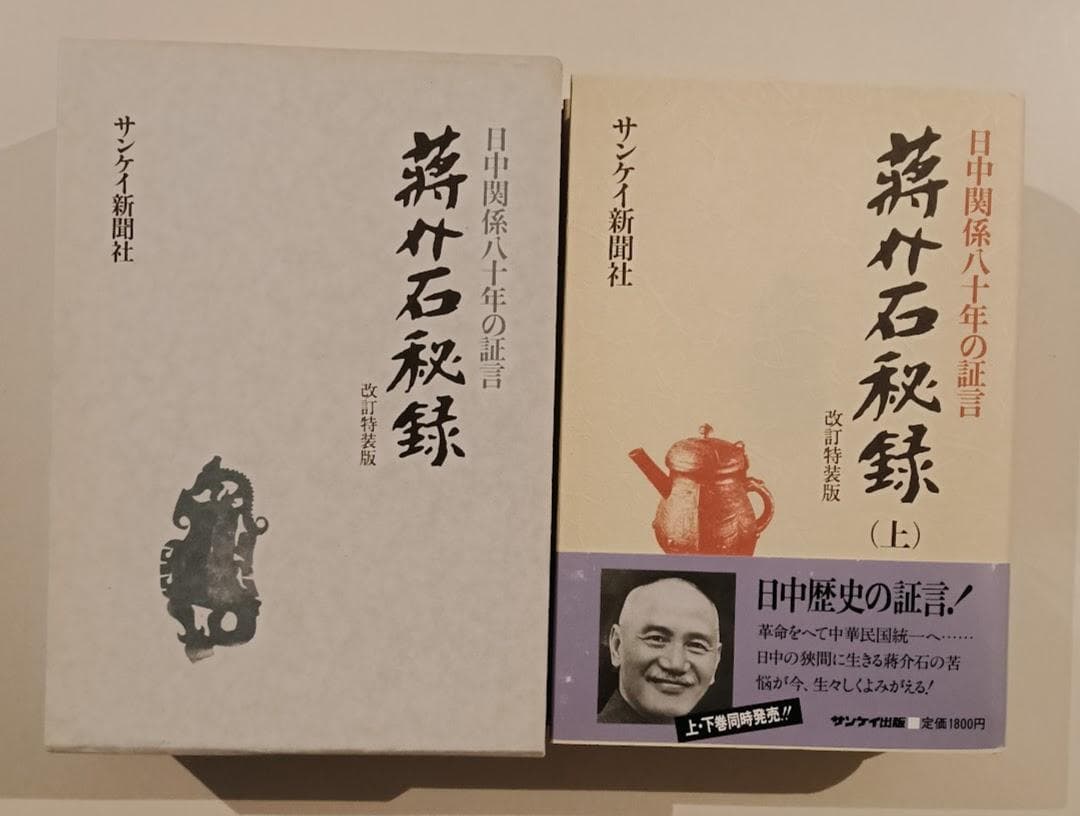 日中関係八十年の証言
蔣介石秘録
改訂特装版
サンケイ新聞社
日中関係八十年の証言
蔣介石秘録
(上)
改訂特装版
サンケイ新聞社
日中歴史の証言!
革命をへて中華民国統一へ……
日中の狭間に生きる蔣介石の苦
悩が今、生々しくよみがえる!
上・下巻同時発売!!
サンケイ出版 定価1800円